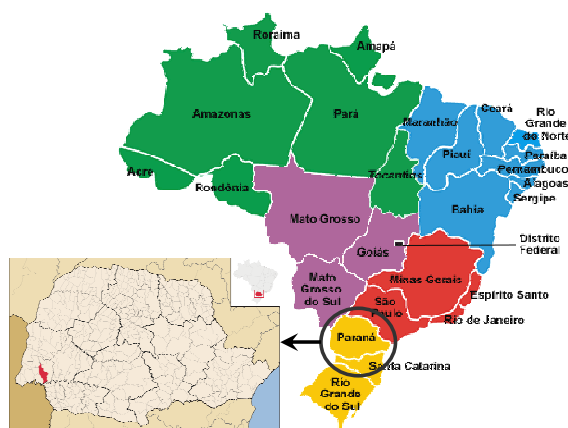 Roraima
Amapá
Amazonas
Pará
Maranhão
Ceará
Rio
Grande
do Norte
Piauí
Paraíba
Pernambuco
Acre
Rondônia
Tocantins
Alagoas
Sergipe
Bahia
Mato Grosso
Distrito
Federal
Goiás
Mato
Grosso
do Sul
Minas Gerais
Espírito Santo
São
Paulo
Rio de Janeiro
Paraná
Santa Catarina
Rio
Grande
do Sul